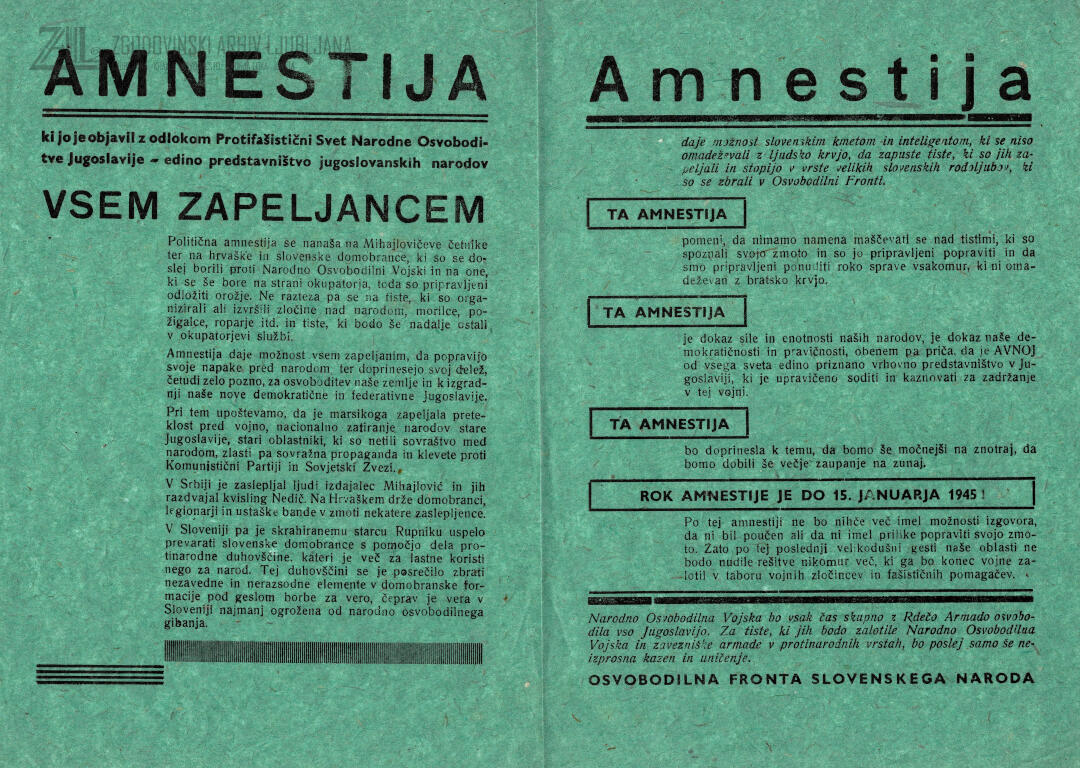 ZGODOVINSKI ARHIV LJUBLJANA
AMNESTIJA
ki jo je objavil z odlokom Protifašistični Svet Narodne Osvobodi-
tve Jugoslavije – edino predstavništvo jugoslovanskih narodov
VSEM ZAPELJANCEM
Politična amnestija se nanaša na Mihajlovičeve četnike
ter na hrvaške in slovenske domobrance, ki so se do-
slej borili proti Narodno Osvobodilni Vojski in na one,
ki se še bore na strani okupatorja, toda so pripravljeni
odložiti orožje. Ne razteza pa se na tiste, ki so orga-
nizirali ali izvršili zločine nad narodom, morilce, po-
žigalce, roparje itd. in tiste, ki bodo še nadalje ostali
v okupatorjevi službi.
Amnestija daje možnost vsem zapeljanim, da popravijo
svoje napake pred narodom, ter doprinesejo svoj delež,
četudi zelo pozno, za osvoboditev naše zemlje in k izgrad-
nji naše nove demokratične in federativne Jugoslavije.
Pri tem upoštevamo, da je marsikoga zapeljala prete-
klost pred vojno, nacionalno zatiranje narodov stare
Jugoslavije, stari oblastniki, ki so netili sovraštvo med
narodom, zlasti pa sovražna propaganda in klevete proti
Komunistični Partiji in Sovjetski Zvezi.
V Srbiji je zaslepljal ljudi izdajalec Mihajlović in jih
razdvajal kvisling Nedič. Na Hrvaškem drže domobranci,
legionarji in ustaške bande v zmoti nekatere zaslepljence.
V Sloveniji pa je skrahiranemu starcu Rupniku uspelo
prevarati slovenske domobrance s pomočjo dela pro-
tinarodne duhovščine, kateri je več za lastne koristi
nego za narod. Tej duhovščini se je posrečilo zbrati
nezavedne in nerazsodne elemente v domobranske for-
macije pod geslom borbe za vero, čeprav je vera v
Sloveniji najmanj ogrožena od narodno osvobodilnega
gibanja.
Amnestija
daje možnost slovenskim kmetom in inteligentom, ki se niso
omadeževali z ljudsko krvjo, da zapuste tiste, ki so jih za-
peljali in stopijo v vrste velikih slovenskih rodoljubov, ki
so se zbrali v Osvobodilni Fronti.
TA AMNESTIJA
pomeni, da nimamo namena maščevati se nad tistimi, ki so
spoznali svojo zmoto in so jo pripravljeni popraviti in da
smo pripravljeni ponuditi roko sprave vsakomur, ki ni oma-
deževan z bratsko krvjo.
TA AMNESTIJA
je dokaz sile in enotnosti naših narodov, je dokaz naše de-
mokratičnosti in pravičnosti, obenem pa priča, da je AVNOJ
od vsega sveta edino priznano vrhovno predstavništvo v Ju-
goslaviji, ki je upravičeno soditi in kaznovati za zadržanje
v tej vojni.
TA AMNESTIJA
bo doprinesla k temu, da bomo še močnejši na znotraj, da
bomo dobili še večje zaupanje na zunaj.
ROK AMNESTIJE JE DO 15. JANUARJA 1945!
Po tej amnestiji ne bo nihče več imel možnosti izgovora,
da ni bil poučen ali da ni imel prilike popraviti svojo zmo-
to. Zato po tej poslednji velikodušni gesti naše oblasti ne
bodo nudile rešitve nikomur več, ki ga bo konec vojne za-
lotil v taboru vojnih zločincev in fašističnih pomagačev.
Narodno Osvobodilna Vojska bo vsak čas skupno z Rdečo Armado osvobo-
dila vso Jugoslavijo. Za tiste, ki jih bodo zalotile Narodno Osvobodilna
Vojska in zavezniške armade v protinarodnih vrstah, bo poslej samo še ne-
izprosna kazen in uničenje.
OSVOBODILNA FRONTA SLOVENSKEGA NARODA